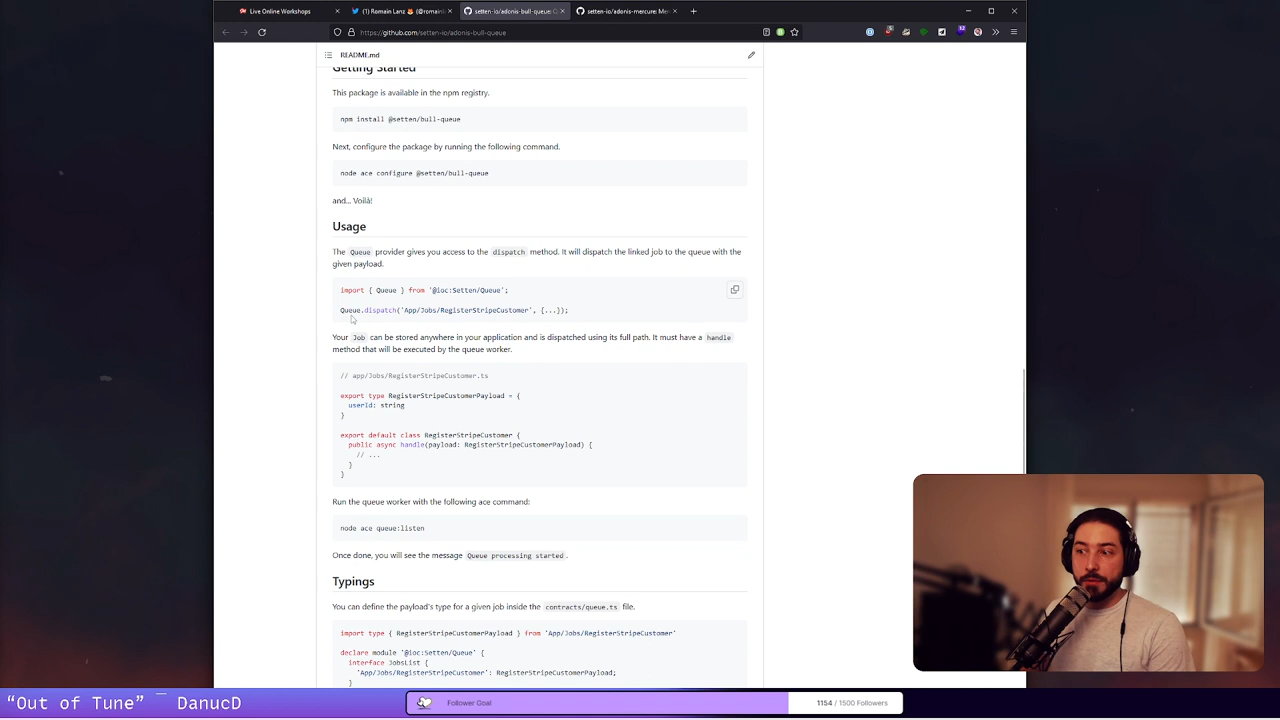 Live Online Workshops
(1) Romain Lanz 🦊 (@romainl
setten-io/adonis-bull-queue: Q
setten-io/adonis-mercure: Me
https://github.com/setten-io/adonis-bull-queue
README.md
Getting Started
This package is available in the npm registry.
npm install @setten/bull-queue
Next, configure the package by running the following command.
node ace configure @setten/bull-queue
and... Voilà!
Usage
The Queue provider gives you access to the dispatch method. It will dispatch the linked job to the queue with the
given payload.
import { Queue } from '@ioc:Setten/Queue';
Queue.dispatch('App/Jobs/RegisterStripeCustomer', {...});
Your Job can be stored anywhere in your application and is dispatched using its full path. It must have a handle
method that will be executed by the queue worker.
// app/Jobs/RegisterStripeCustomer.ts
export type RegisterStripeCustomerPayload = {
userId: string
}
export default class RegisterStripeCustomer {
public async handle(payload: RegisterStripeCustomerPayload) {
// ...
}
}
Run the queue worker with the following ace command:
node ace queue:listen
Once done, you will see the message Queue processing started.
Typings
You can define the payload's type for a given job inside the contracts/queue.ts file.
import type { RegisterStripeCustomerPayload } from 'App/Jobs/RegisterStripeCustomer'
declare module '@ioc:Setten/Queue' {
interface JobsList {
'App/Jobs/RegisterStripeCustomer': RegisterStripeCustomerPayload;
}
“Out of Tune” — DanucD
Follower Goal
1154 / 1500 Followers